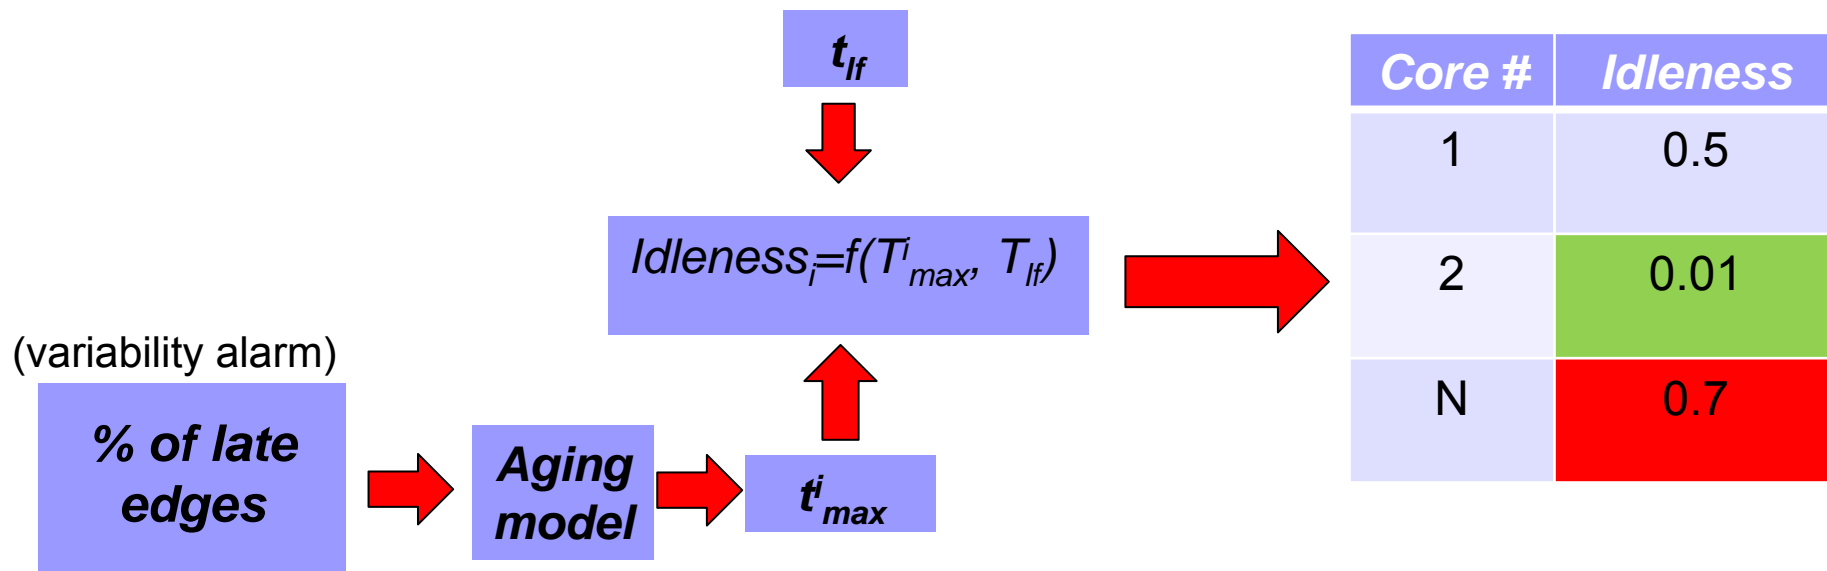 t_lf
Idleness_i=f(T^i_max, T_lf)
(variability alarm)
% of late
edges
Aging
model
t^i_max
Core # Idleness
1 0.5
2 0.01
N 0.7